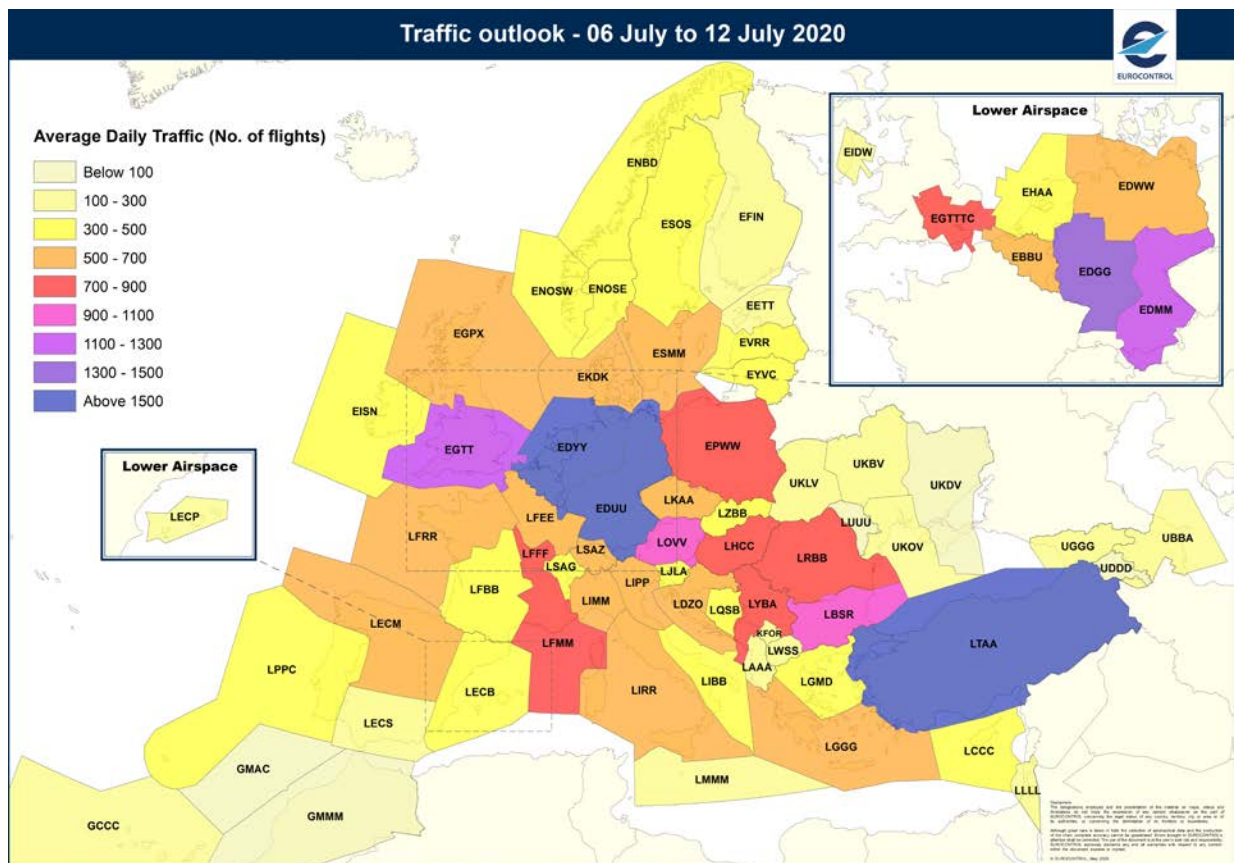 Traffic outlook - 06 July to 12 July 2020
EUROCONTROL
Average Daily Traffic (No. of flights)
Below 100
100 - 300
300 - 500
500 - 700
700 - 900
900 - 1100
1100 - 1300
1300 - 1500
Above 1500
Lower Airspace
EIDW
EHAA
EDWW
EGTTTC
EBBU
EDGG
EDMM
Lower Airspace
LECP
ENBD
ESOS
EFIN
ENOSW
ENOSE
EETT
EGPX
ESMM
EVRR
EKDK
EYVC
EISN
EGTT
EDYY
EPWW
UKLV
UKBV
UKDV
EDUU
LKAA
LFEE
LZBB
LFRR
LUUU
UKOV
UBBA
LFFF
LSAZ
LOVV
LHCC
LRBB
UGGG
LSAG
LJLA
UDDD
LFBB
LIMM
LIPP
LDZO
LQSB
LYBA
LBSR
LECM
KFOR
LFMM
LWSS
LTAA
LPPC
LAAA
LECB
LIRR
LIBB
LGMD
LECS
LGGG
LCCC
GMAC
LMMM
LLLL
GCCC
GMMM